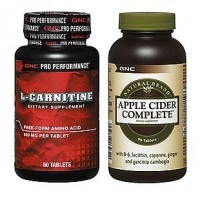 GNC PRO PERFORMANCE®
L-CARNITINE
DIETARY SUPPLEMENT
FREE-FORM AMINO ACID
500 MG PER TABLET
60 TABLETS
GNC
NATURAL BRAND
APPLE CIDER
COMPLETE
90 Tablets
with B-6, lecithin, cayenne, ginger
and garcinia cambogia